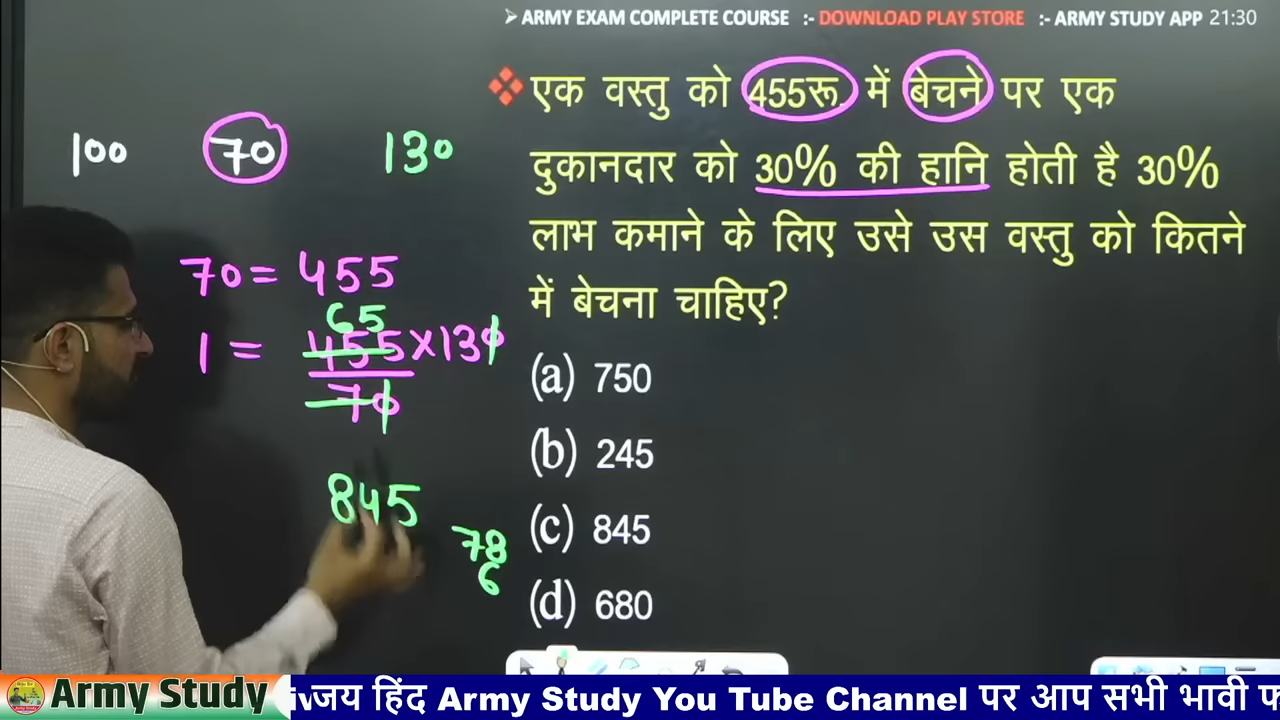 ➤ ARMY EXAM COMPLETE COURSE :- DOWNLOAD PLAY STORE :- ARMY STUDY APP 21:30
एक वस्तु को 455रू. में बेचने पर एक
दुकानदार को 30% की हानि होती है 30%
लाभ कमाने के लिए उसे उस वस्तु को कितने
में बेचना चाहिए?
(a) 750
(b) 245
(c) 845
(d) 680
100 70 130
70 = 455
65
1 = 455×130
70
845
78
6
Army Study
जय हिंद Army Study You Tube Channel पर आप सभी भावी